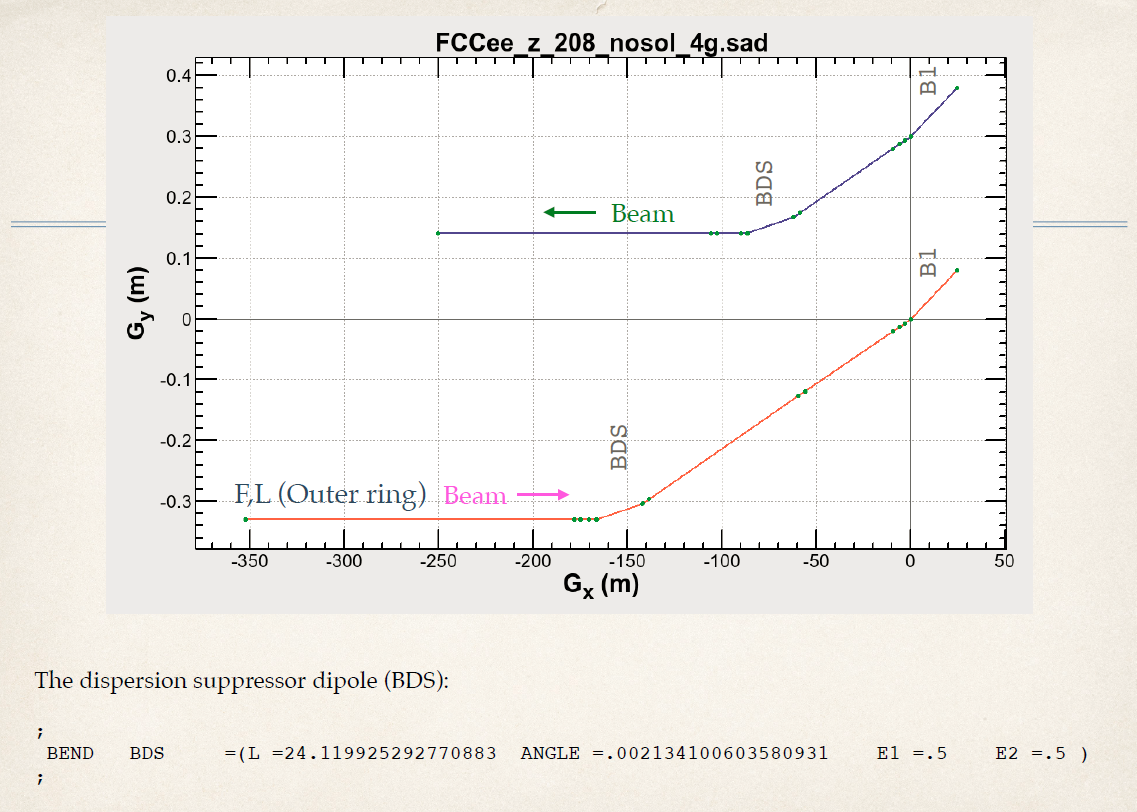 FCCee_z_208_nosol_4g.sad
0.4
0.3
0.2
0.1
0
-0.1
-0.2
-0.3
Gy (m)
B1
BDS
Beam
B1
BDS
F,L (Outer ring) Beam
-350 -300 -250 -200 -150 -100 -50 0 50
Gx (m)
The dispersion suppressor dipole (BDS):
;
BEND BDS =(L =24.119925292770883 ANGLE =.002134100603580931 E1 =.5 E2 =.5 )
;